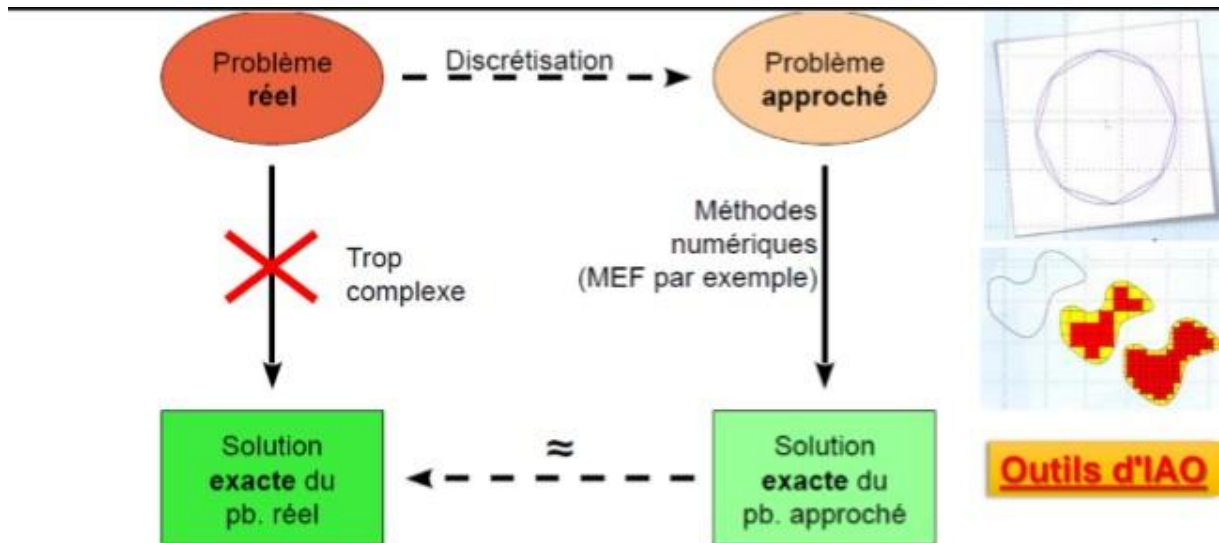 Problème
réel
Discrétisation
Problème
approché
Trop
complexe
Méthodes
numériques
(MEF par exemple)
Solution
exacte du
pb. réel
≈
Solution
exacte du
pb. approché
Outils d'IAO